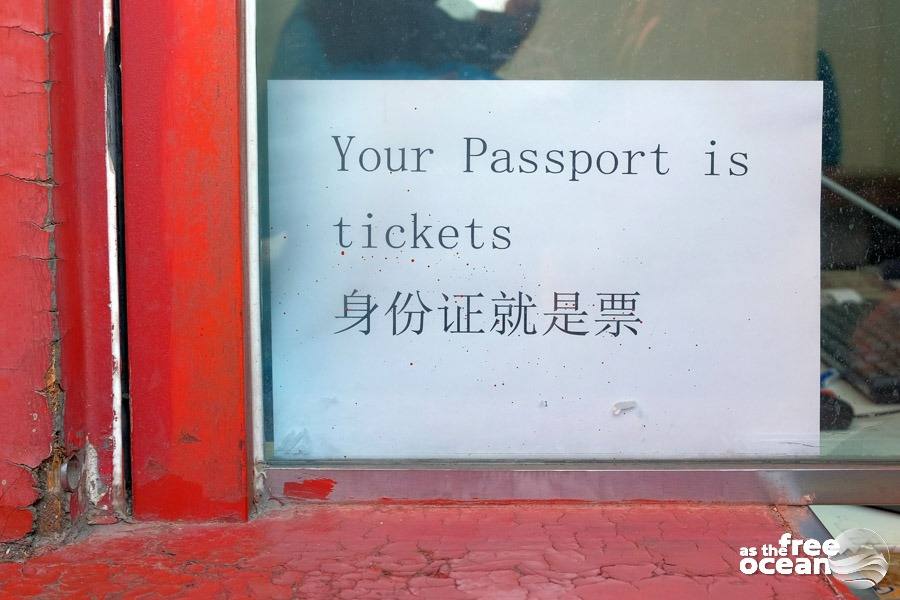 Your Passport is
tickets
身份证就是票
as the free
ocean